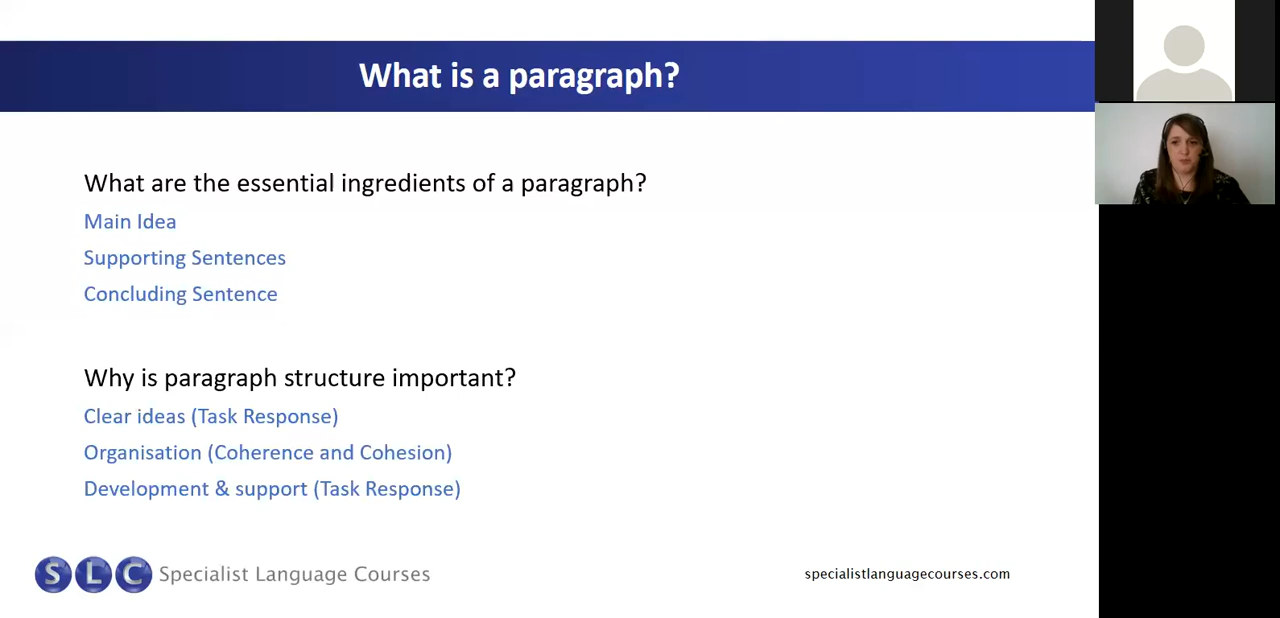 What is a paragraph?
What are the essential ingredients of a paragraph?
Main Idea
Supporting Sentences
Concluding Sentence
Why is paragraph structure important?
Clear ideas (Task Response)
Organisation (Coherence and Cohesion)
Development & support (Task Response)
SLC Specialist Language Courses
specialistlanguagecourses.com